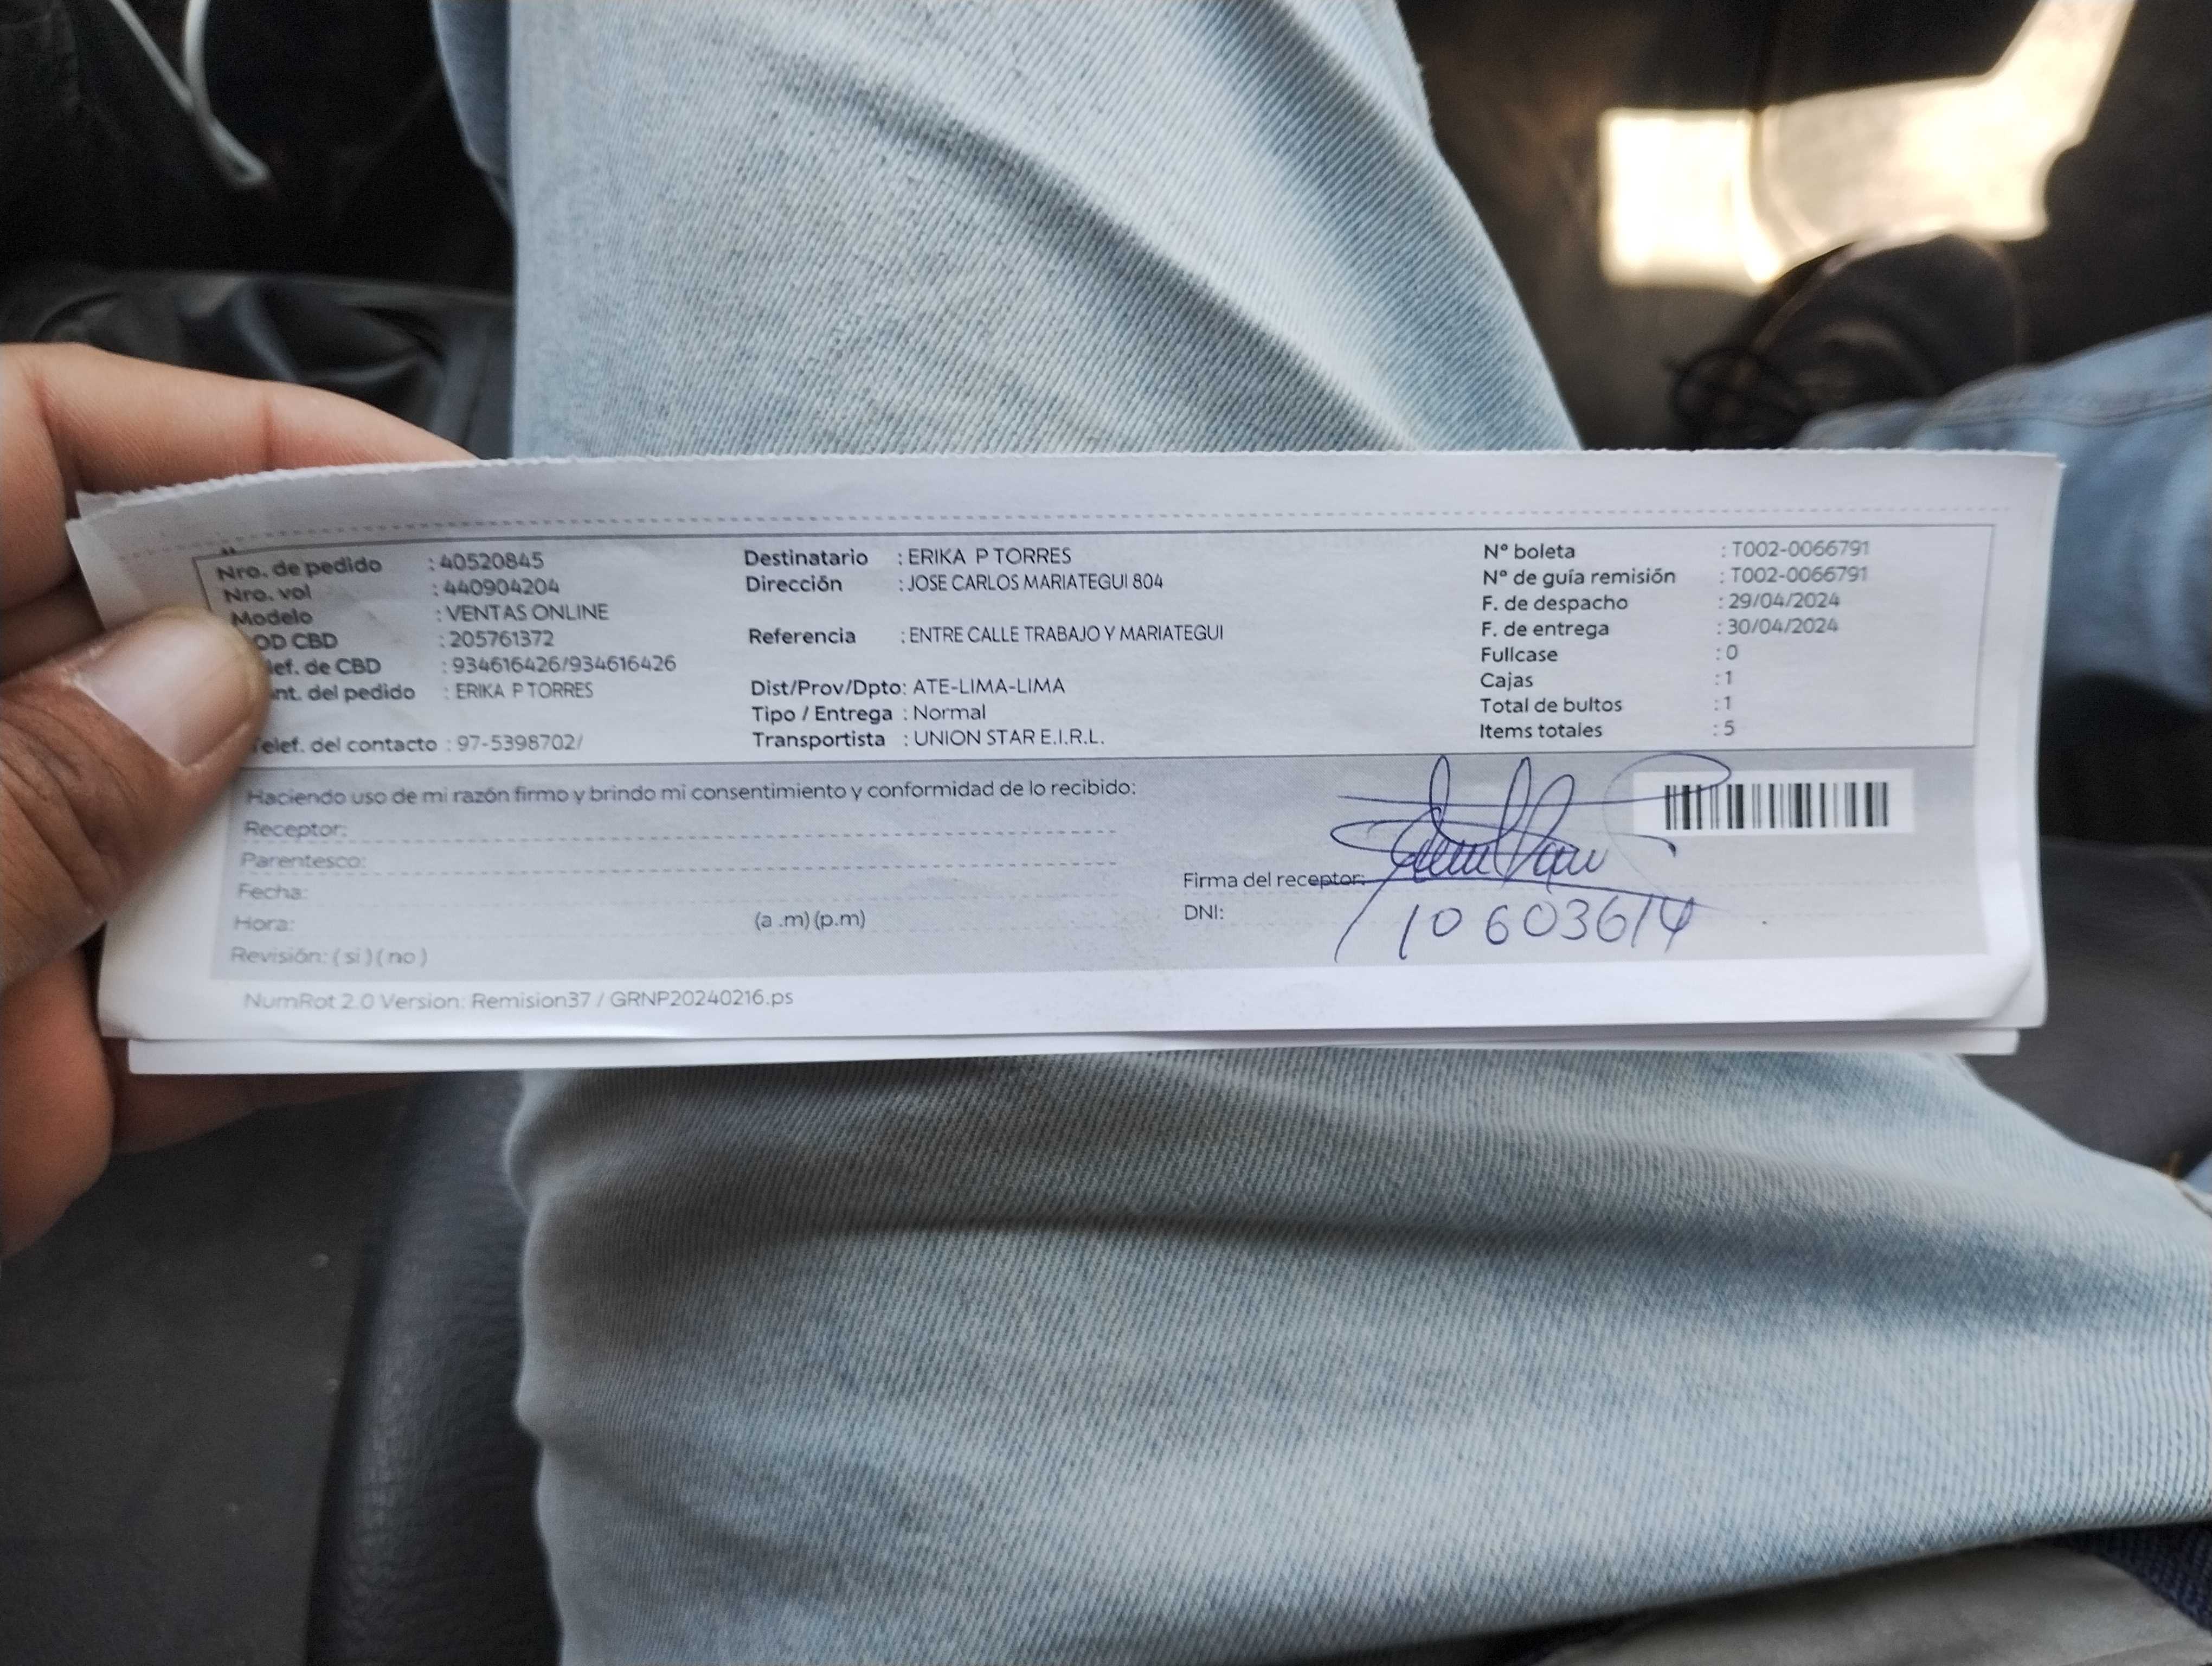 Nro. de pedido : 40520845
Nro. vol : 440904204
Modelo : VENTAS ONLINE
OD CBD : 205761372
lef. de CBD : 934616426/934616426
nt. del pedido : ERIKA P TORRES
elef. del contacto : 97-5398702/
Destinatario : ERIKA P TORRES
Dirección : JOSE CARLOS MARIATEGUI 804
Referencia : ENTRE CALLE TRABAJO Y MARIATEGUI
Dist/Prov/Dpto: ATE-LIMA-LIMA
Tipo / Entrega : Normal
Transportista : UNION STAR E.I.R.L.
N° boleta : T002-0066791
N° de guía remisión : T002-0066791
F. de despacho : 29/04/2024
F. de entrega : 30/04/2024
Fullcase : 0
Cajas : 1
Total de bultos : 1
Items totales : 5
Haciendo uso de mi razón firmo y brindo mi consentimiento y conformidad de lo recibido:
Receptor:
Parentesco:
Fecha:
Hora: (a .m) (p.m)
Revisión: ( si ) ( no )
Firma del receptor:
DNI: 10603614
NumRot 2.0 Version: Remision37 / GRNP20240216.ps